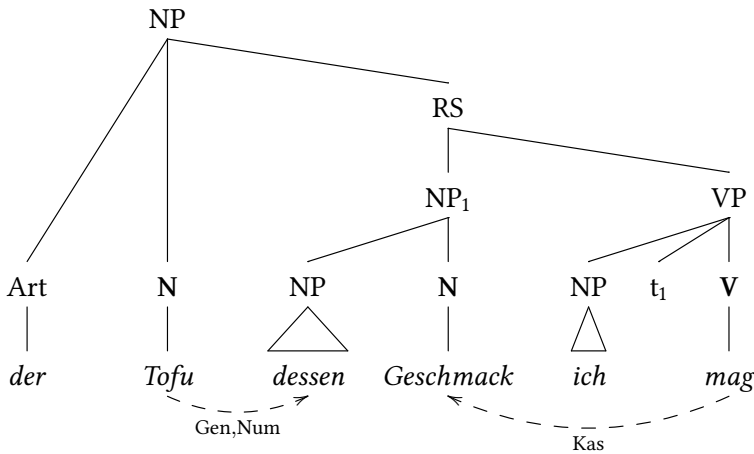 NP
RS
NP₁ VP
Art N NP N NP t₁ V
der Tofu dessen Geschmack ich mag
Gen,Num
Kas